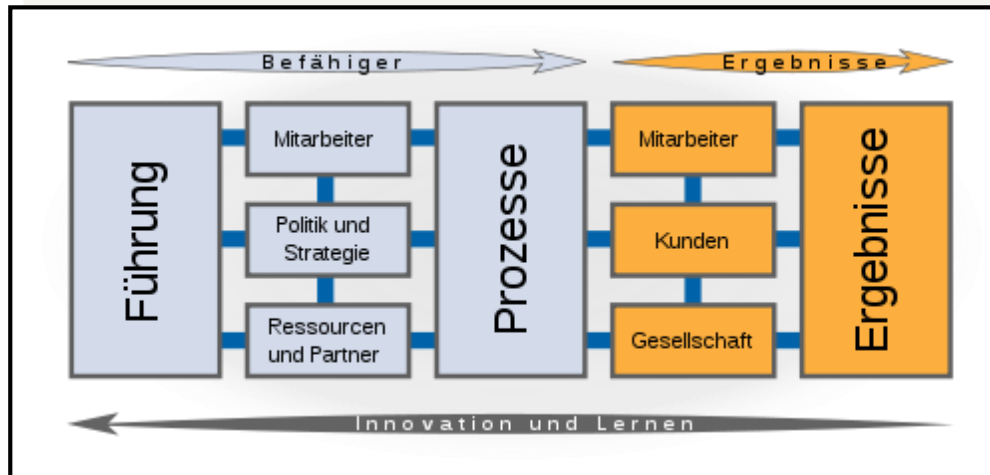 Befähiger
Ergebnisse
Führung
Mitarbeiter
Politik und
Strategie
Ressourcen
und Partner
Prozesse
Mitarbeiter
Kunden
Gesellschaft
Ergebnisse
Innovation und Lernen